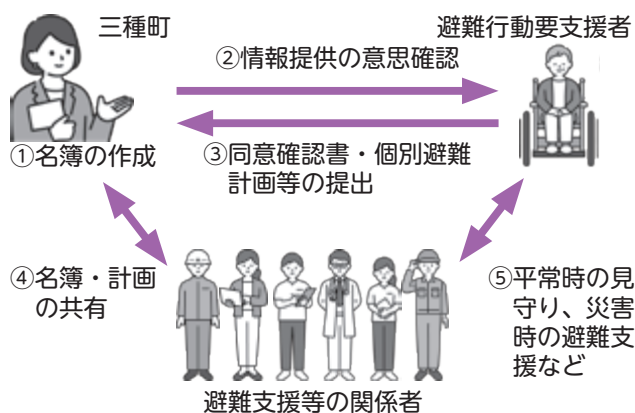 三種町
避難行動要支援者
②情報提供の意思確認
①名簿の作成
③同意確認書・個別避難
計画等の提出
④名簿・計画
の共有
⑤平常時の見
守り、災害
時の避難支
援など
避難支援等の関係者